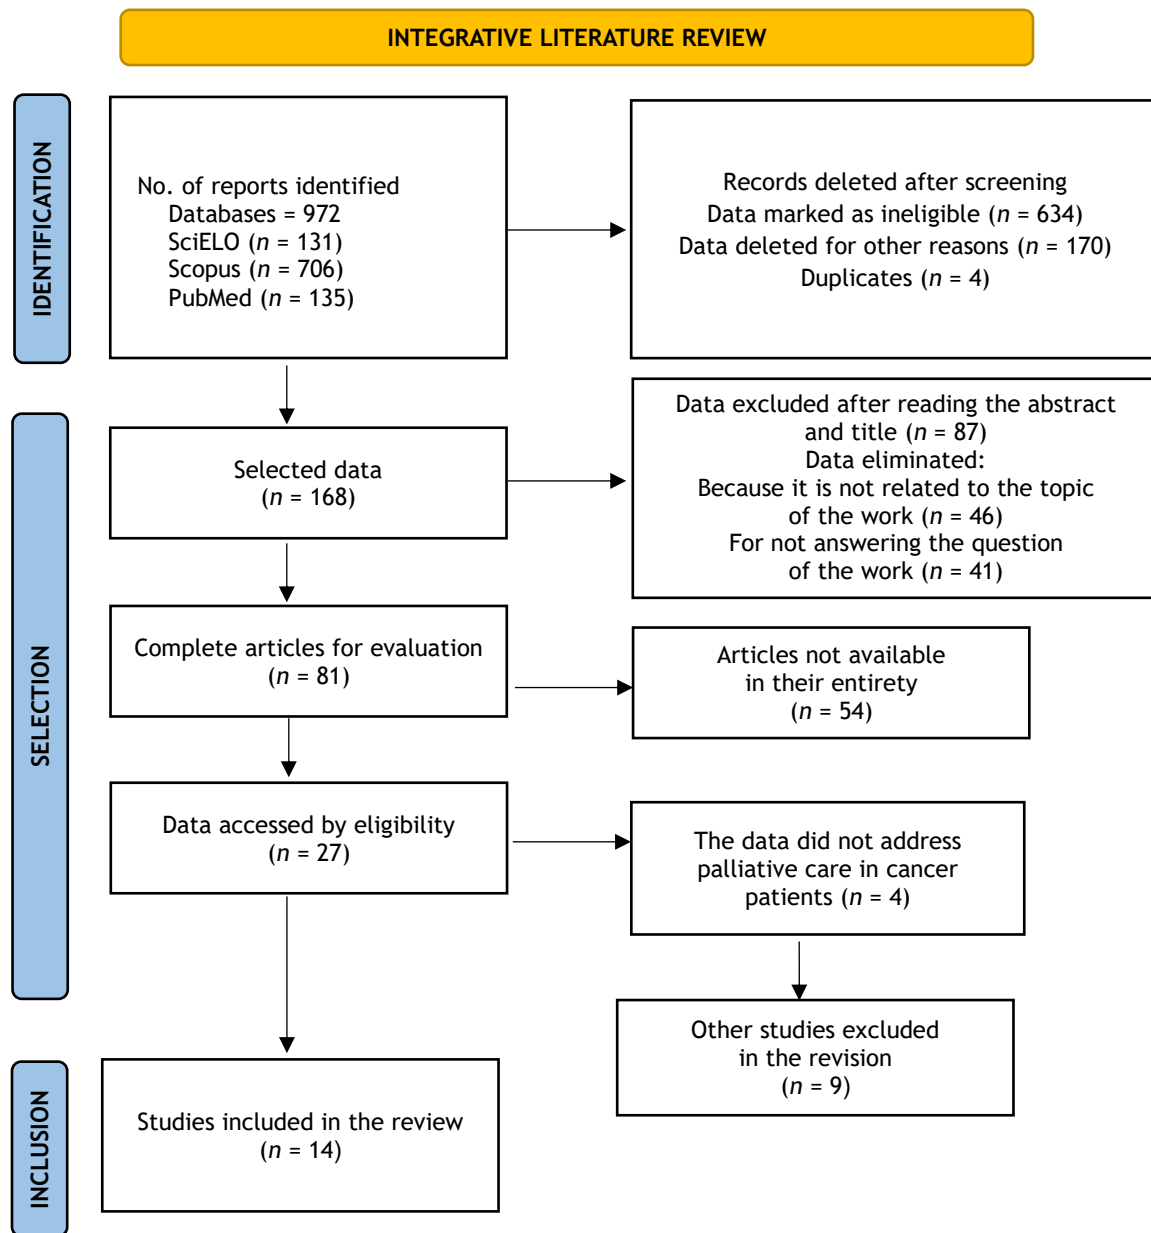 INTEGRATIVE LITERATURE REVIEW
IDENTIFICATION
No. of reports identified
Databases = 972
SciELO (n = 131)
Scopus (n = 706)
PubMed (n = 135)
Records deleted after screening
Data marked as ineligible (n = 634)
Data deleted for other reasons (n = 170)
Duplicates (n = 4)
SELECTION
Selected data
(n = 168)
Data excluded after reading the abstract
and title (n = 87)
Data eliminated:
Because it is not related to the topic
of the work (n = 46)
For not answering the question
of the work (n = 41)
Complete articles for evaluation
(n = 81)
Articles not available
in their entirety
(n = 54)
Data accessed by eligibility
(n = 27)
The data did not address
palliative care in cancer
patients (n = 4)
Other studies excluded
in the revision
(n = 9)
INCLUSION
Studies included in the review
(n = 14)